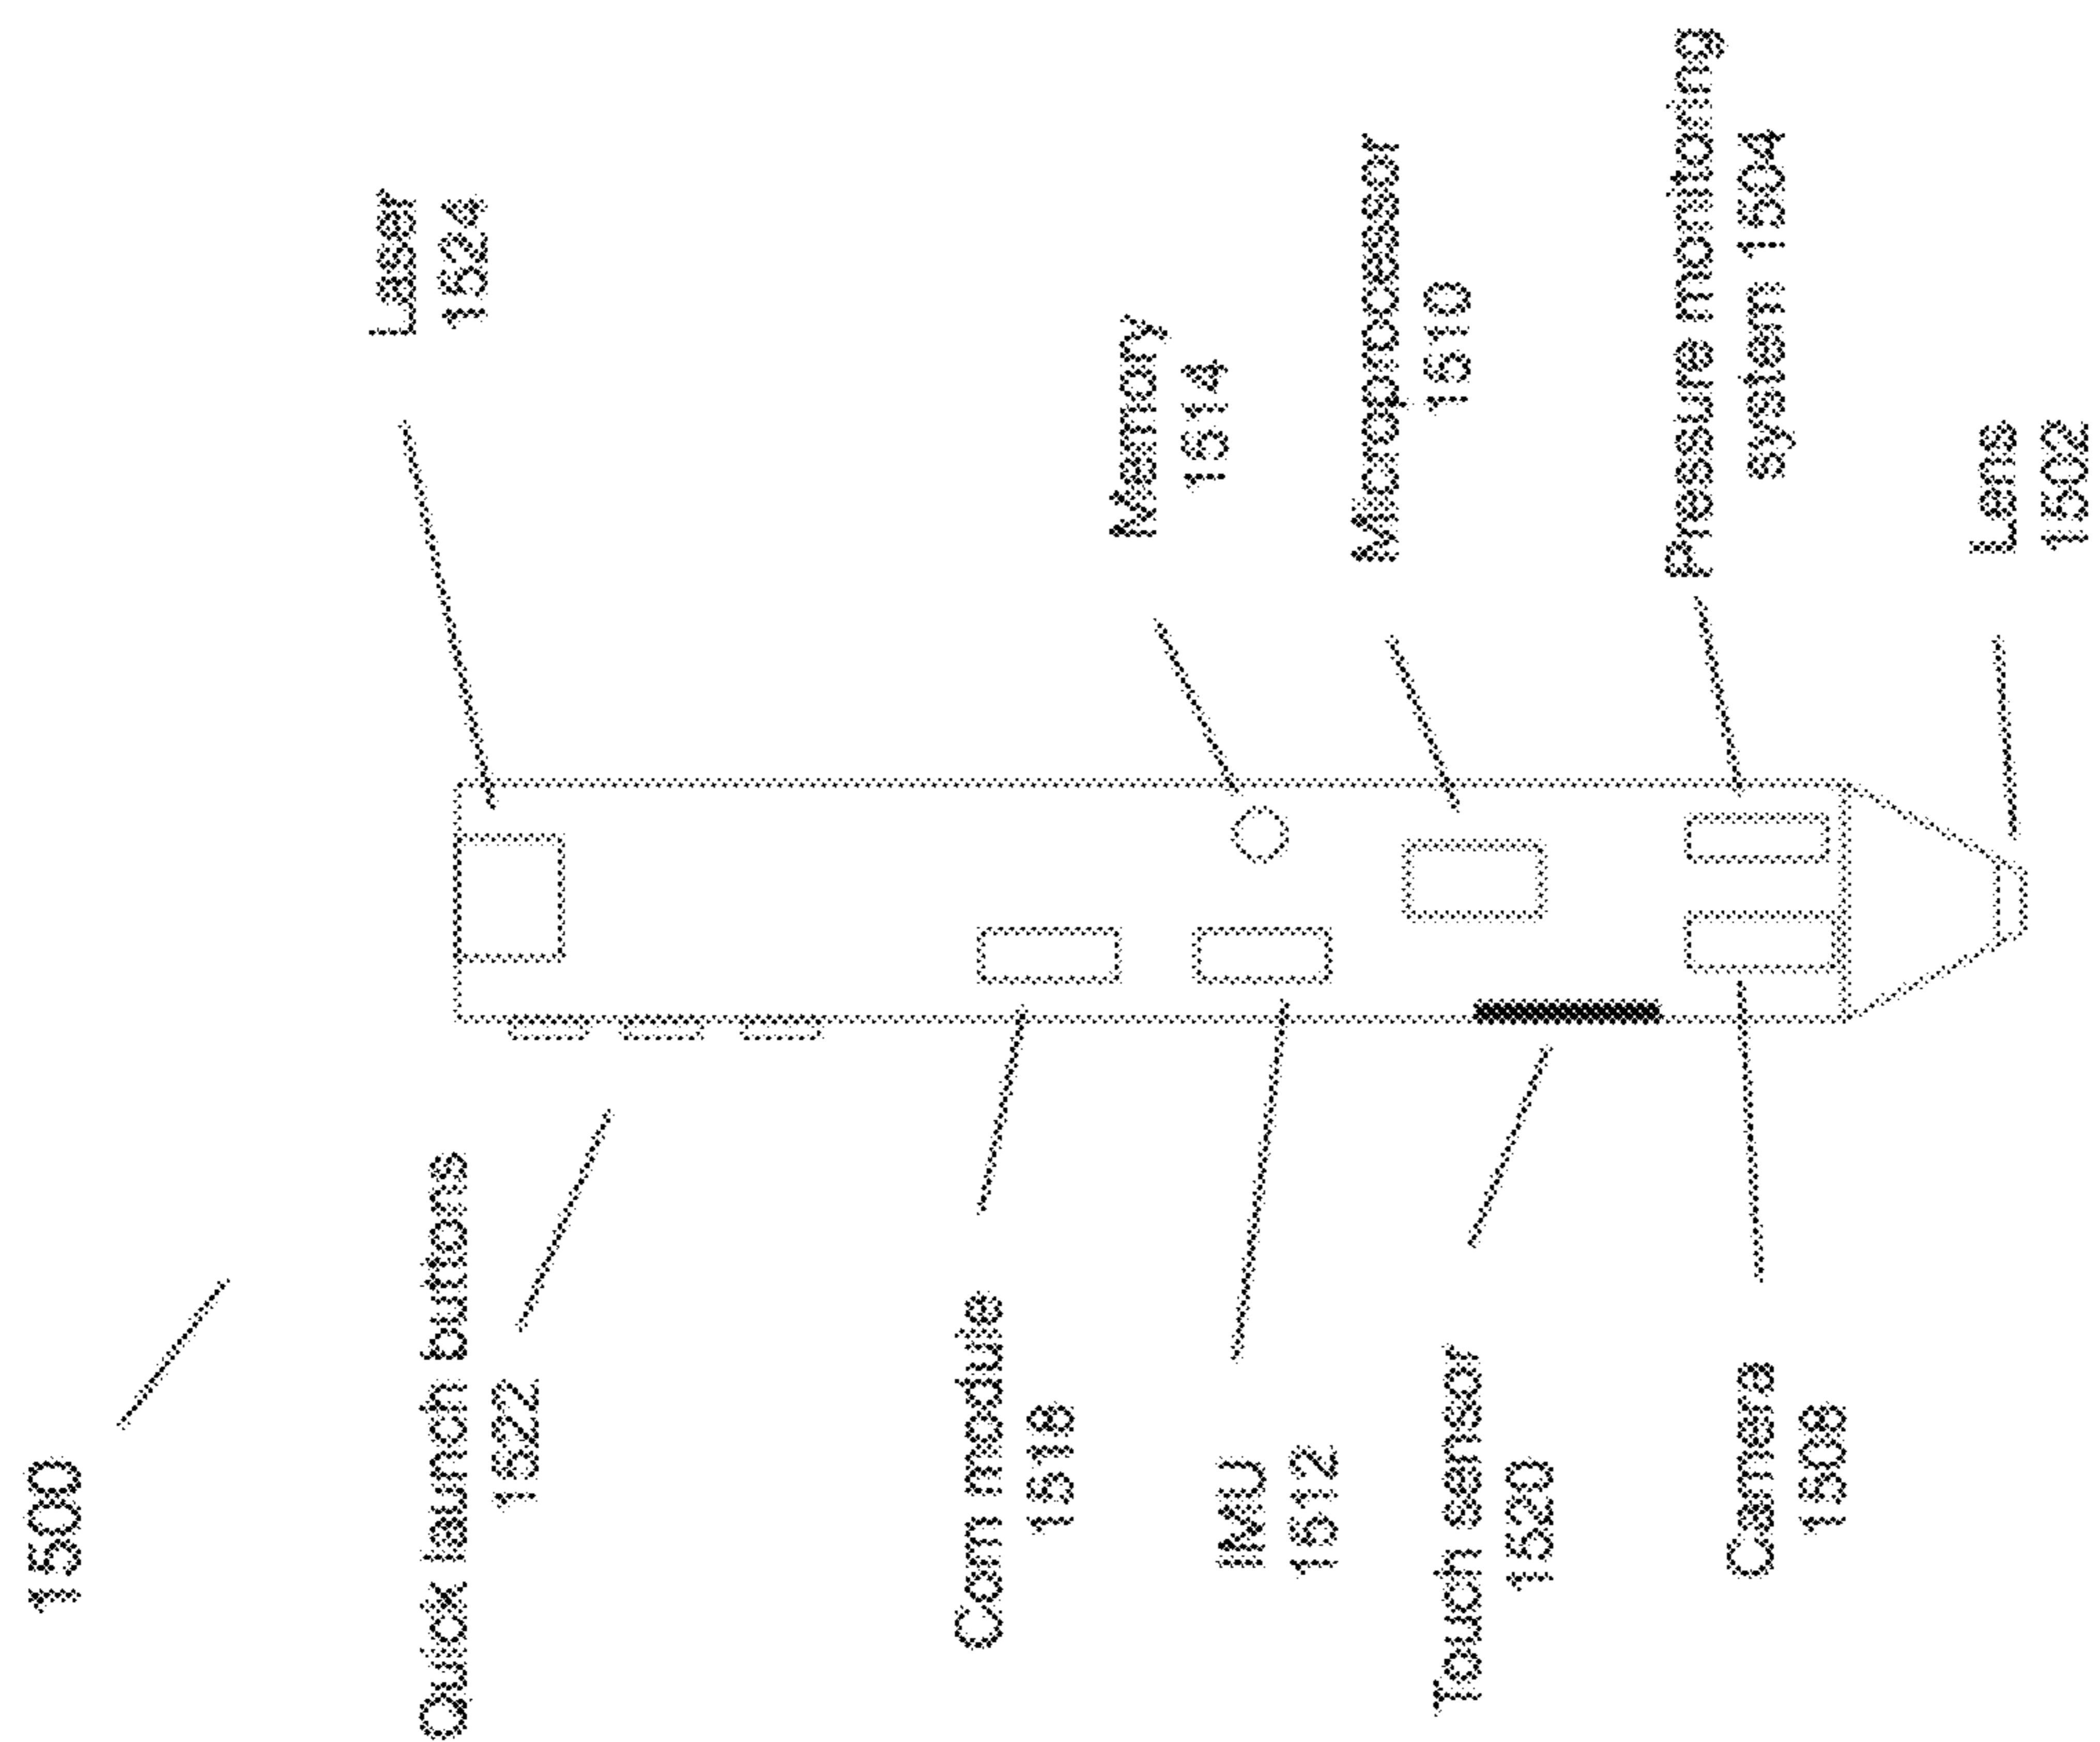 1500
Quick launch buttons
1522
Com module
1518
IMU
1512
Touch sensor
1520
Camera
1508
Laser
1524
Memory
1514
Microprocessor
1510
Pressure monitoring
system 1504
Lens
1502